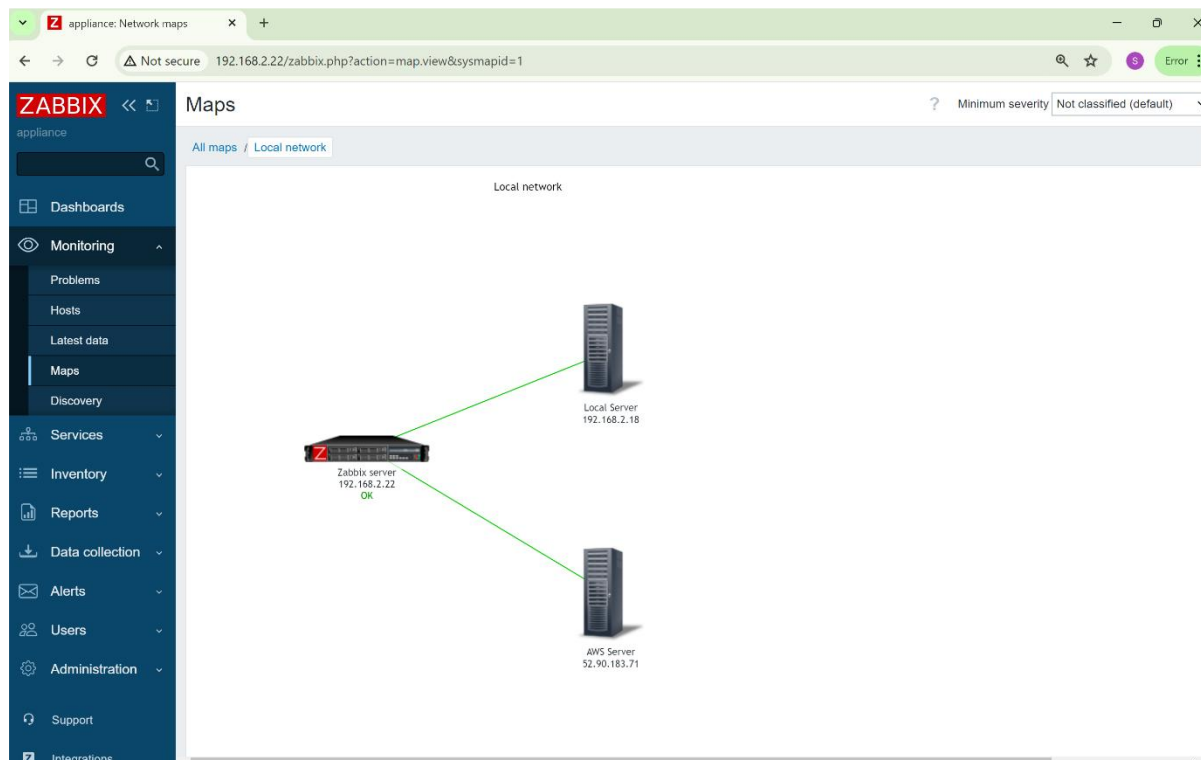 Z appliance: Network maps
Not secure 192.168.2.22/zabbix.php?action=map.view&sysmapid=1
S
Error
ZABBIX
appliance
Dashboards
Monitoring
Problems
Hosts
Latest data
Maps
Discovery
Services
Inventory
Reports
Data collection
Alerts
Users
Administration
Support
Z Integrations
Maps
? Minimum severity Not classified (default)
All maps / Local network
Local network
Local Server
192.168.2.18
Z
Zabbix server
192.168.2.22
OK
AWS Server
52.90.183.71